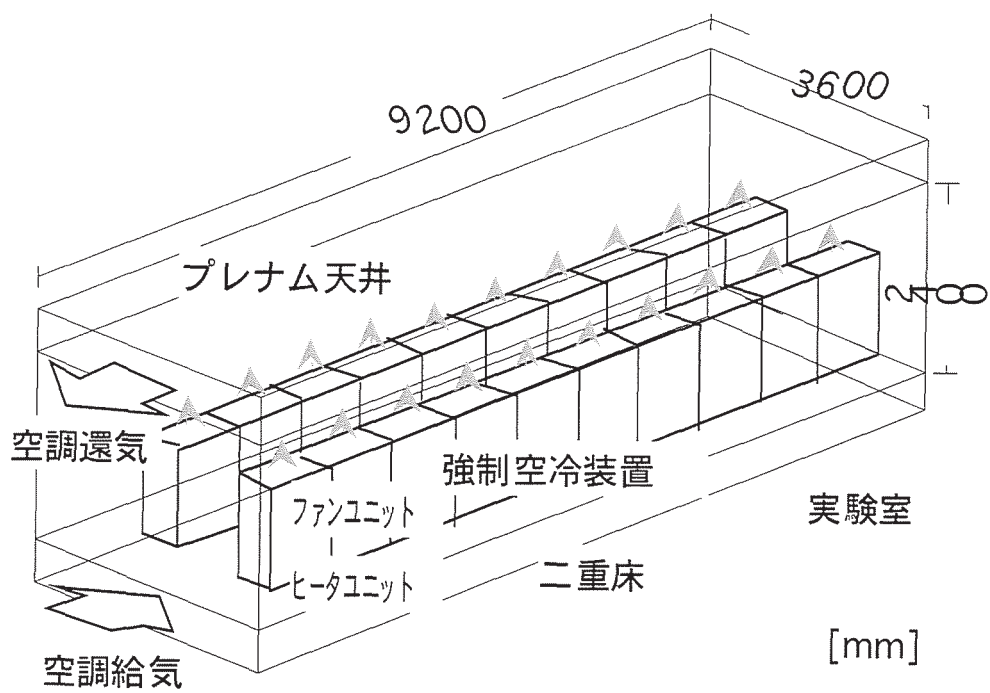 9200
3600
プレナム天井
2480
空調還気
強制空冷装置
ファンユニット
実験室
二重床
ヒータユニット
[mm]
空調給気